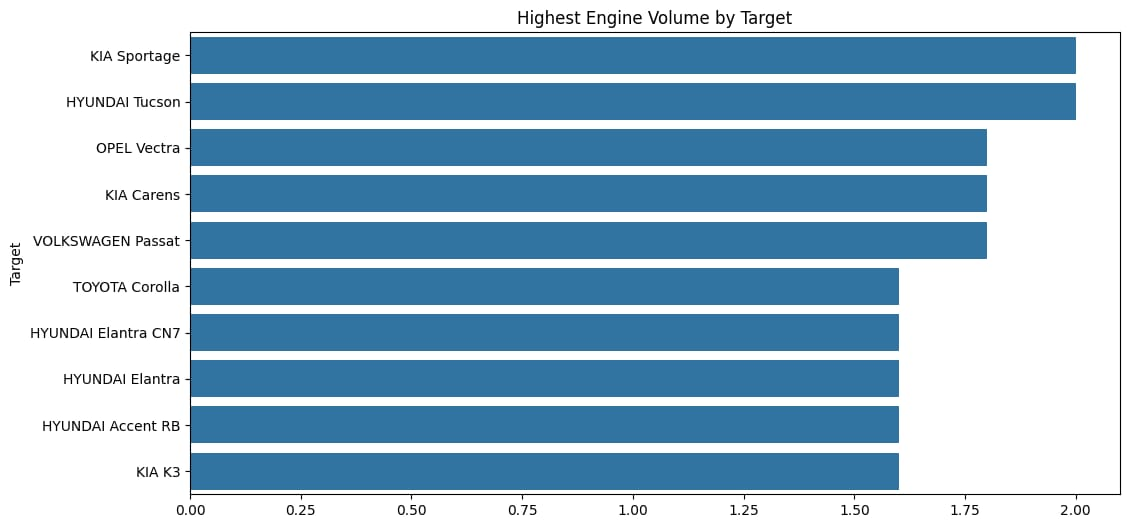 Highest Engine Volume by Target
Target
KIA Sportage
HYUNDAI Tucson
OPEL Vectra
KIA Carens
VOLKSWAGEN Passat
TOYOTA Corolla
HYUNDAI Elantra CN7
HYUNDAI Elantra
HYUNDAI Accent RB
KIA K3
0.00 0.25 0.50 0.75 1.00 1.25 1.50 1.75 2.00